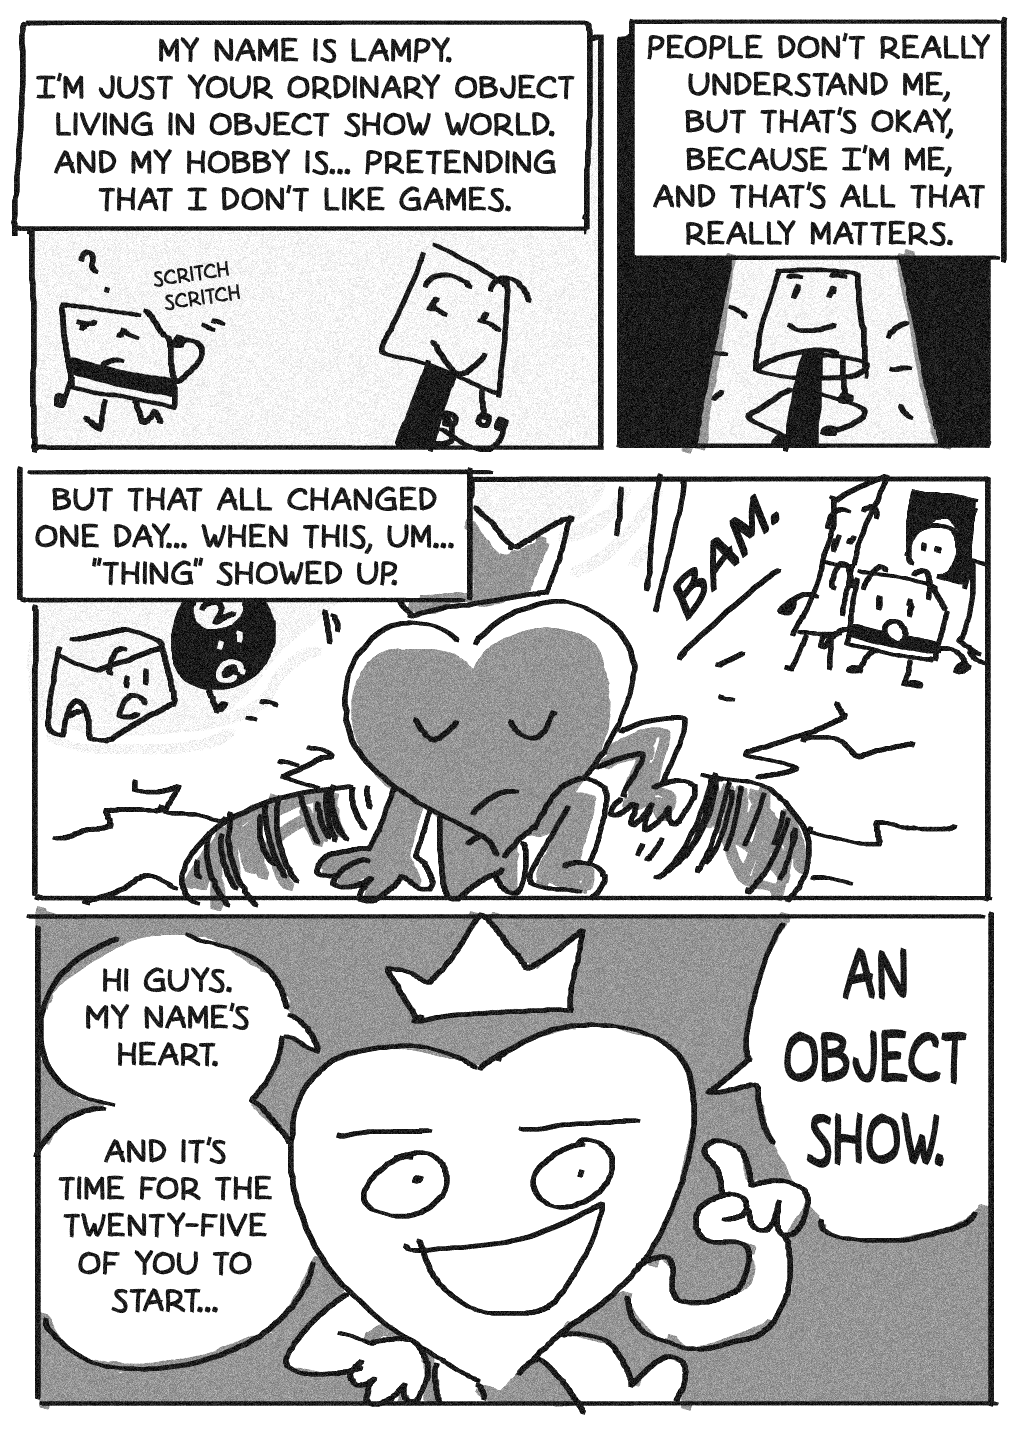 MY NAME IS LAMPY.
I'M JUST YOUR ORDINARY OBJECT
LIVING IN OBJECT SHOW WORLD.
AND MY HOBBY IS... PRETENDING
THAT I DON'T LIKE GAMES.
?
SCRITCH
SCRITCH
PEOPLE DON'T REALLY
UNDERSTAND ME,
BUT THAT'S OKAY,
BECAUSE I'M ME,
AND THAT'S ALL THAT
REALLY MATTERS.
BUT THAT ALL CHANGED
ONE DAY... WHEN THIS, UM...
"THING" SHOWED UP.
BAM.
2
HI GUYS.
MY NAME'S
HEART.
AND IT'S
TIME FOR THE
TWENTY-FIVE
OF YOU TO
START...
AN
OBJECT
SHOW.